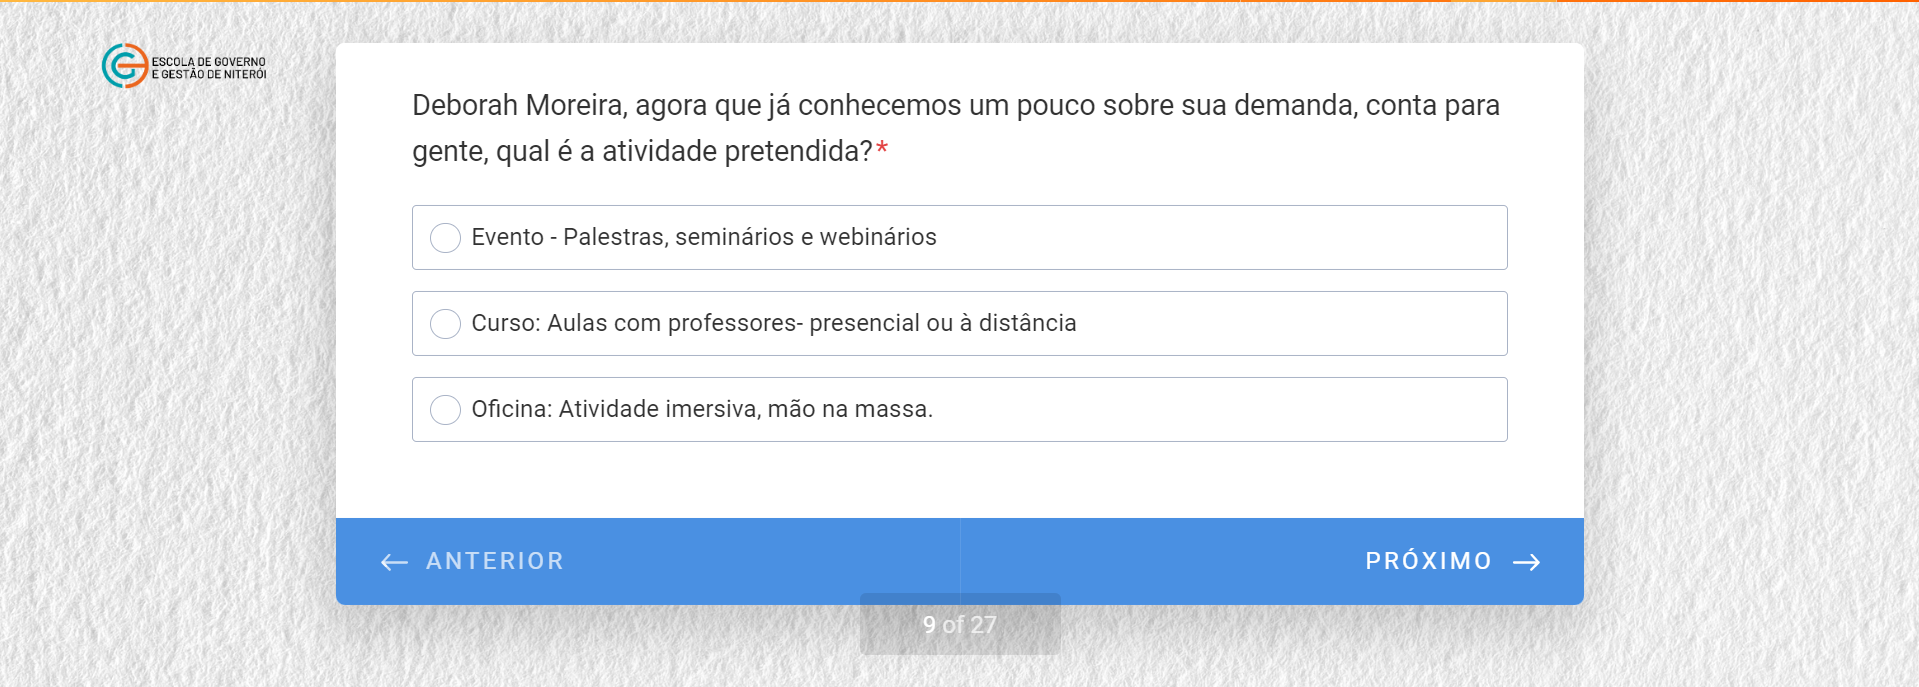 ESCOLA DE GOVERNO
E GESTÃO DE NITERÓI
Deborah Moreira, agora que já conhecemos um pouco sobre sua demanda, conta para
gente, qual é a atividade pretendida?*
Evento - Palestras, seminários e webinários
Curso: Aulas com professores- presencial ou à distância
Oficina: Atividade imersiva, mão na massa.
ANTERIOR
PRÓXIMO
9 of 27